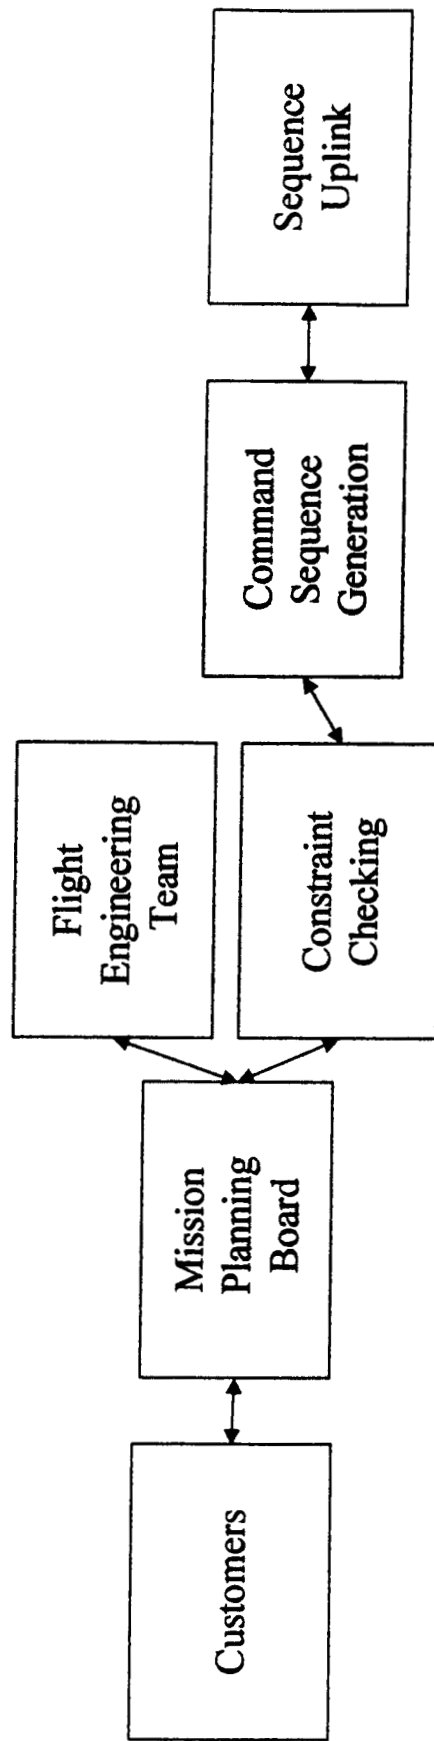 Customers
Mission
Planning
Board
Flight
Engineering
Team
Constraint
Checking
Command
Sequence
Generation
Sequence
Uplink